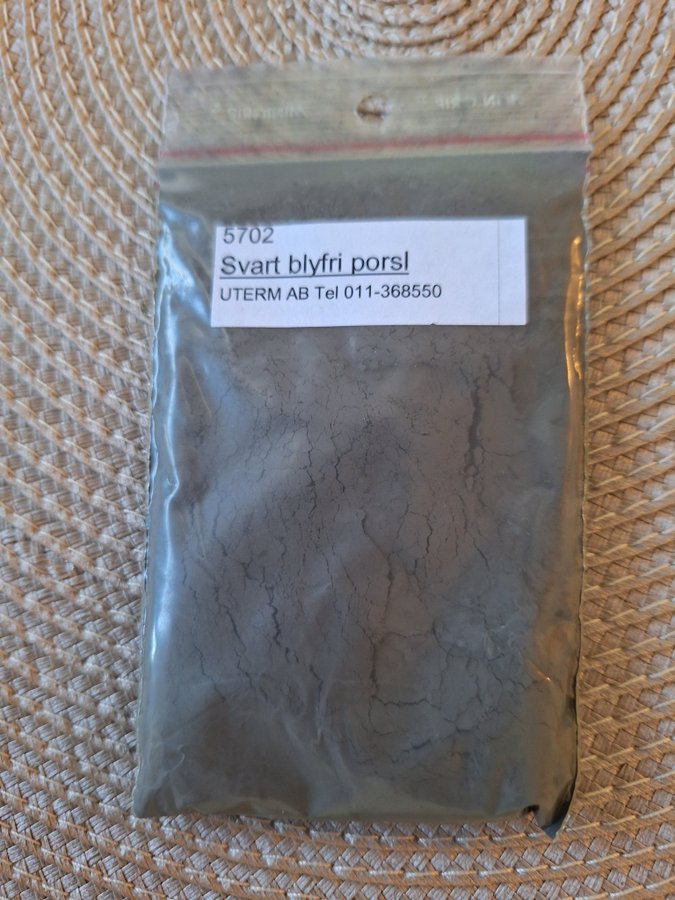 5702
Svart blyfri porsl
UTERM AB Tel 011-368550